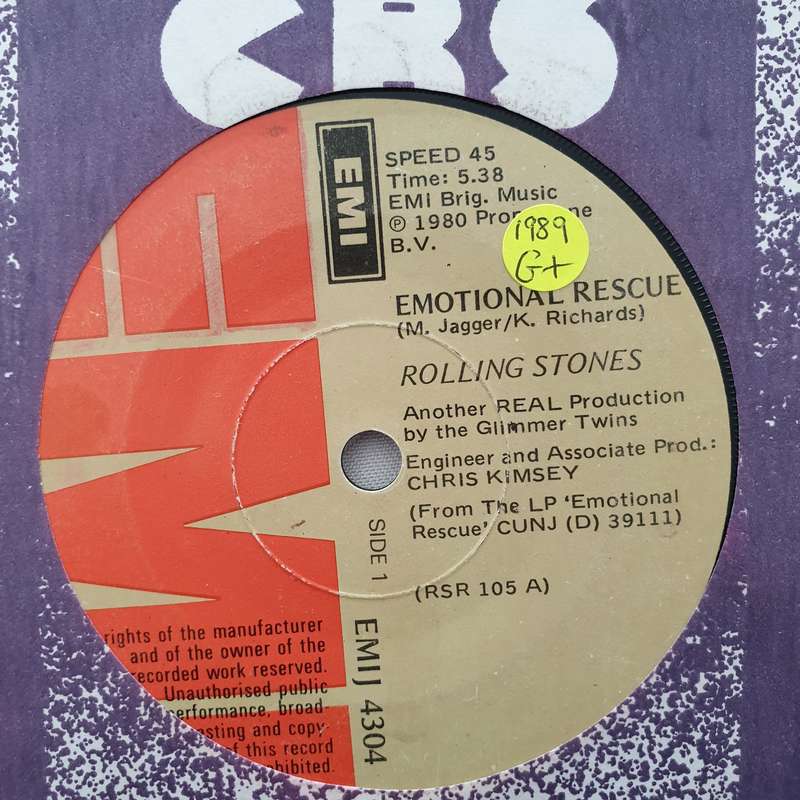 CBS
EMI
SPEED 45
Time: 5.38
EMI Brig. Music
℗ 1980
B.V.
1989
G+
EMOTIONAL RESCUE
(M. Jagger/K. Richards)
ROLLING STONES
Another REAL Production
by the Glimmer Twins
Engineer and Associate Prod.:
CHRIS KIMSEY
(From The LP 'Emotional
Rescue' CUNJ (D) 39111)
(RSR 105 A)
SIDE 1
EMIJ 4304
rights of the manufacturer
and of the owner of the
recorded work reserved.
Unauthorised public
performance, broad-
casting and copy-
of this record
prohibited.